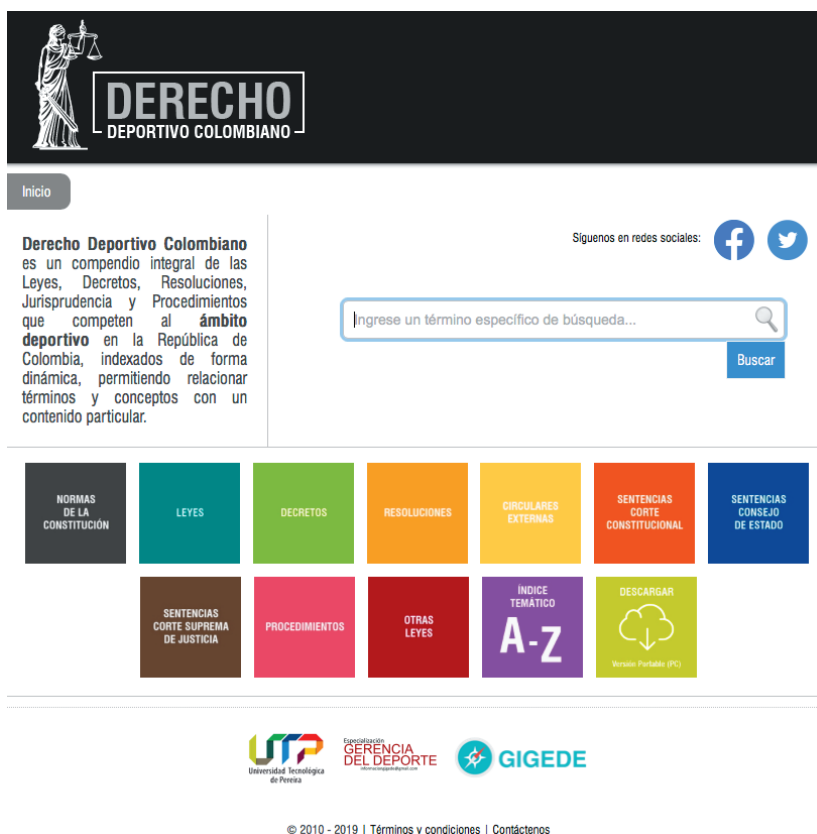 DERECHO
DEPORTIVO COLOMBIANO
Inicio
Derecho Deportivo Colombiano
es un compendio integral de las
Leyes, Decretos, Resoluciones,
Jurisprudencia y Procedimientos
que competen al ámbito
deportivo en la República de
Colombia, indexados de forma
dinámica, permitiendo relacionar
términos y conceptos con un
contenido particular.
Síguenos en redes sociales:
Ingrese un término específico de búsqueda...
Buscar
NORMAS
DE LA
CONSTITUCIÓN
LEYES
DECRETOS
RESOLUCIONES
CIRCULARES
EXTERNAS
SENTENCIAS
CORTE
CONSTITUCIONAL
SENTENCIAS
CONSEJO
DE ESTADO
SENTENCIAS
CORTE SUPREMA
DE JUSTICIA
PROCEDIMIENTOS
OTRAS
LEYES
ÍNDICE
TEMÁTICO
A-Z
DESCARGAR
Versión Portable (PC)
UTP
Universidad Tecnológica
de Pereira
Especialización
GERENCIA
DEL DEPORTE
GIGEDE
© 2010 - 2019 | Términos y condiciones | Contáctenos